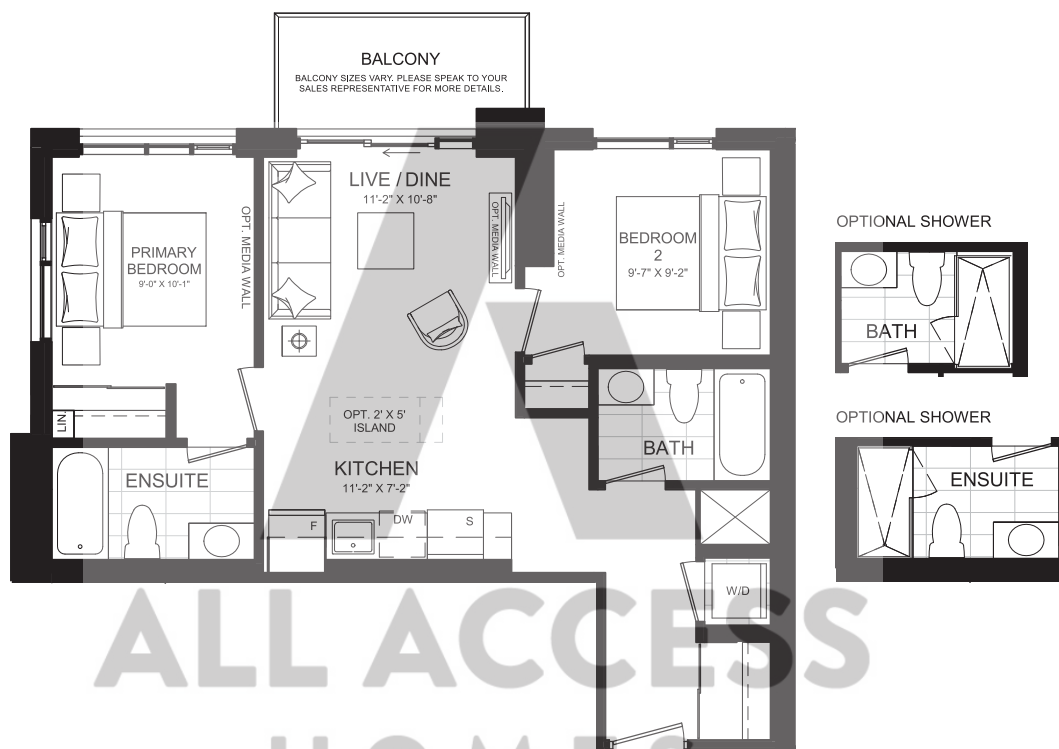 BALCONY
BALCONY SIZES VARY. PLEASE SPEAK TO YOUR
SALES REPRESENTATIVE FOR MORE DETAILS.
LIVE / DINE
11'-2" X 10'-8"
OPT. MEDIA WALL
PRIMARY
BEDROOM
9'-0" X 10'-1"
OPT. MEDIA WALL
OPT. MEDIA WALL
BEDROOM
2
9'-7" X 9'-2"
OPTIONAL SHOWER
BATH
LIN.
OPT. 2' X 5'
ISLAND
KITCHEN
11'-2" X 7'-2"
BATH
ENSUITE
OPTIONAL SHOWER
ENSUITE
F
DW
S
W/D
ALL ACCESS
HOMES